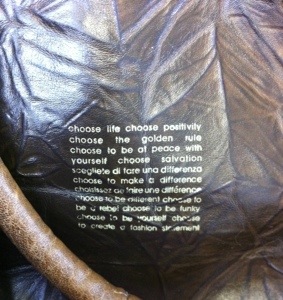 choose life choose positivity
choose the golden rule
choose to be at peace with
yourself choose salvation
scegliete di fare una differenza
choose to make a difference
choisissez de faire une différence
choose to be different choose to
be a rebel choose to be funky
choose to be yourself choose
to create a fashion statement